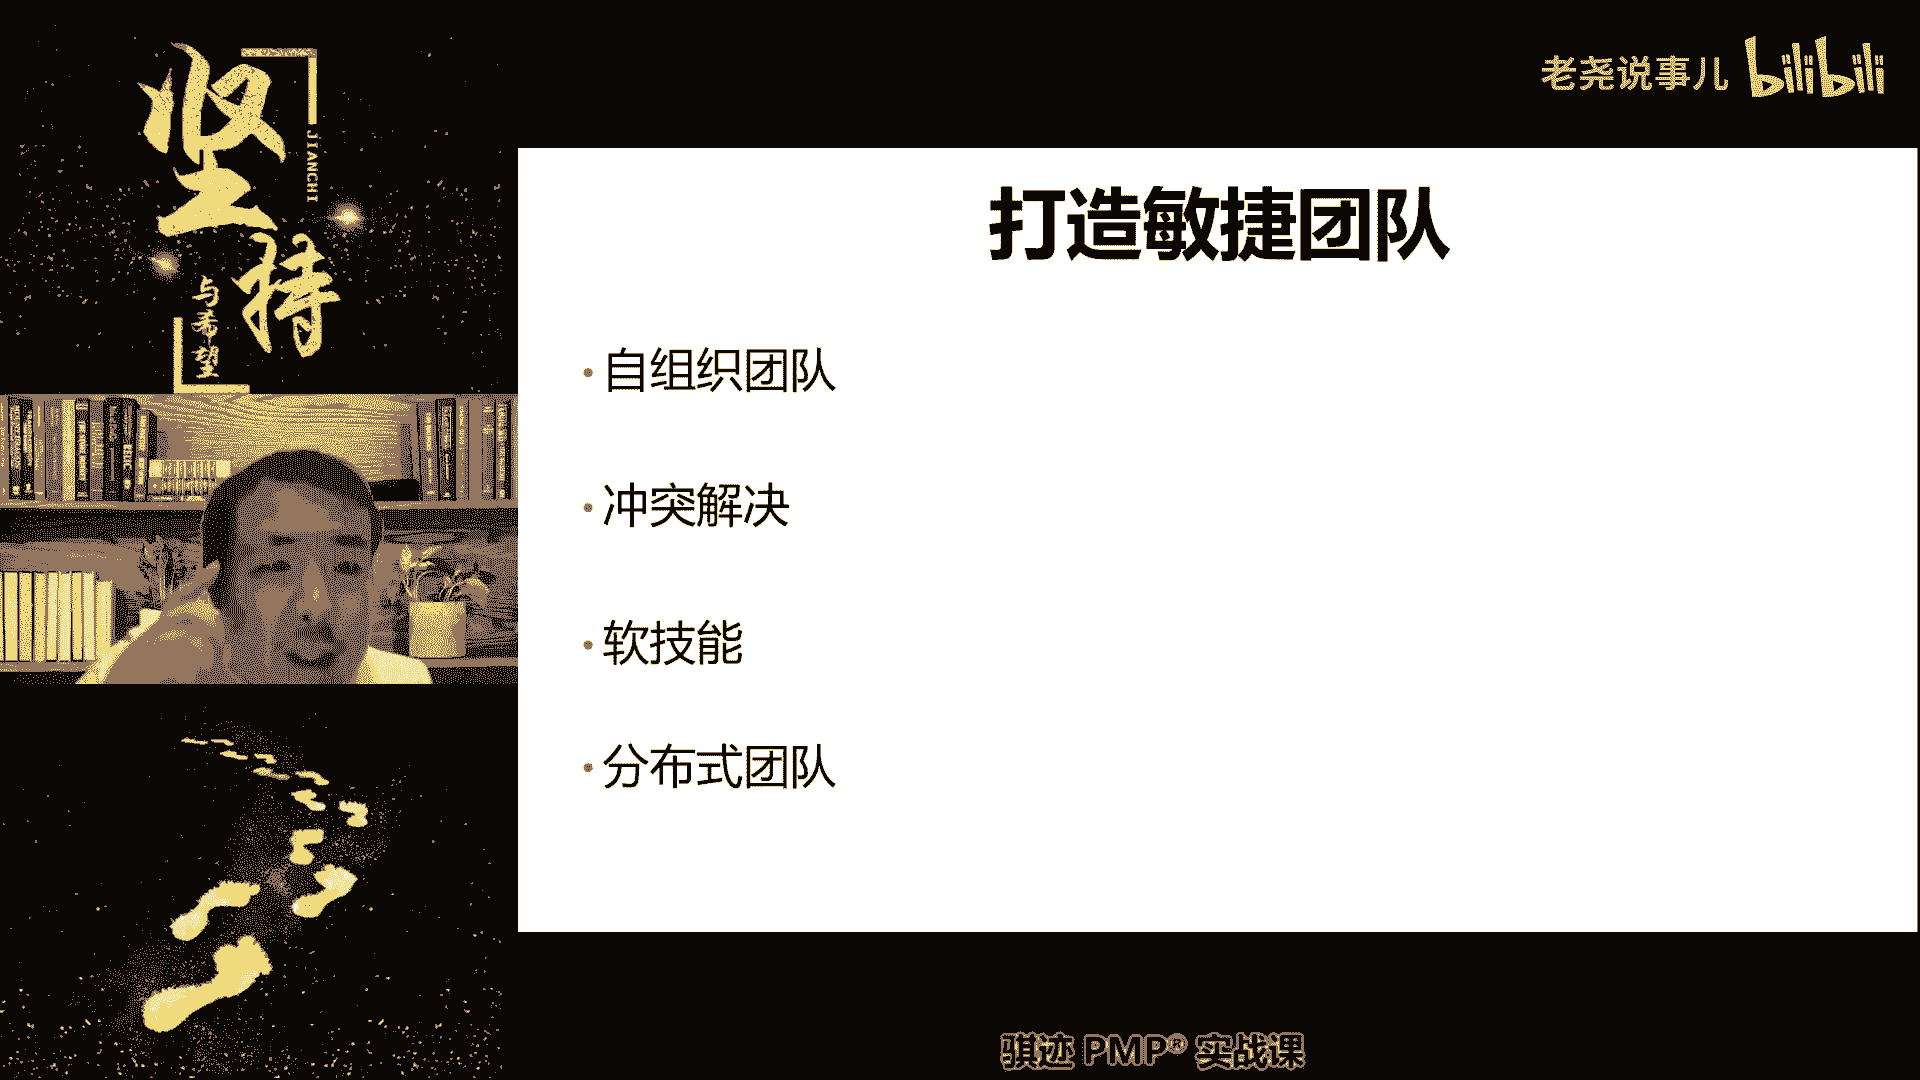 坚持
JIANCHI
与希望
老尧说事儿 bilibili
打造敏捷团队
• 自组织团队
• 冲突解决
• 软技能
• 分布式团队
骐迹 PMP® 实战课